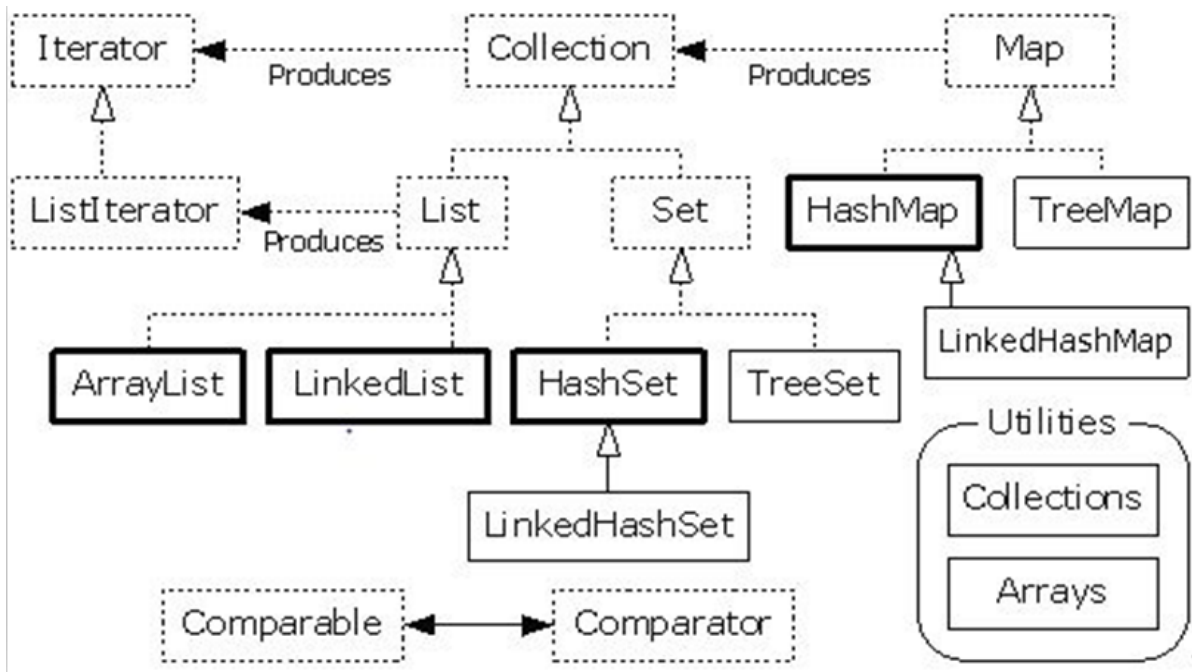 Iterator
Collection
Map
Produces
Produces
ListIterator
List
Set
HashMap
TreeMap
Produces
LinkedHashMap
ArrayList
LinkedList
HashSet
TreeSet
Utilities
Collections
LinkedHashSet
Arrays
Comparable
Comparator